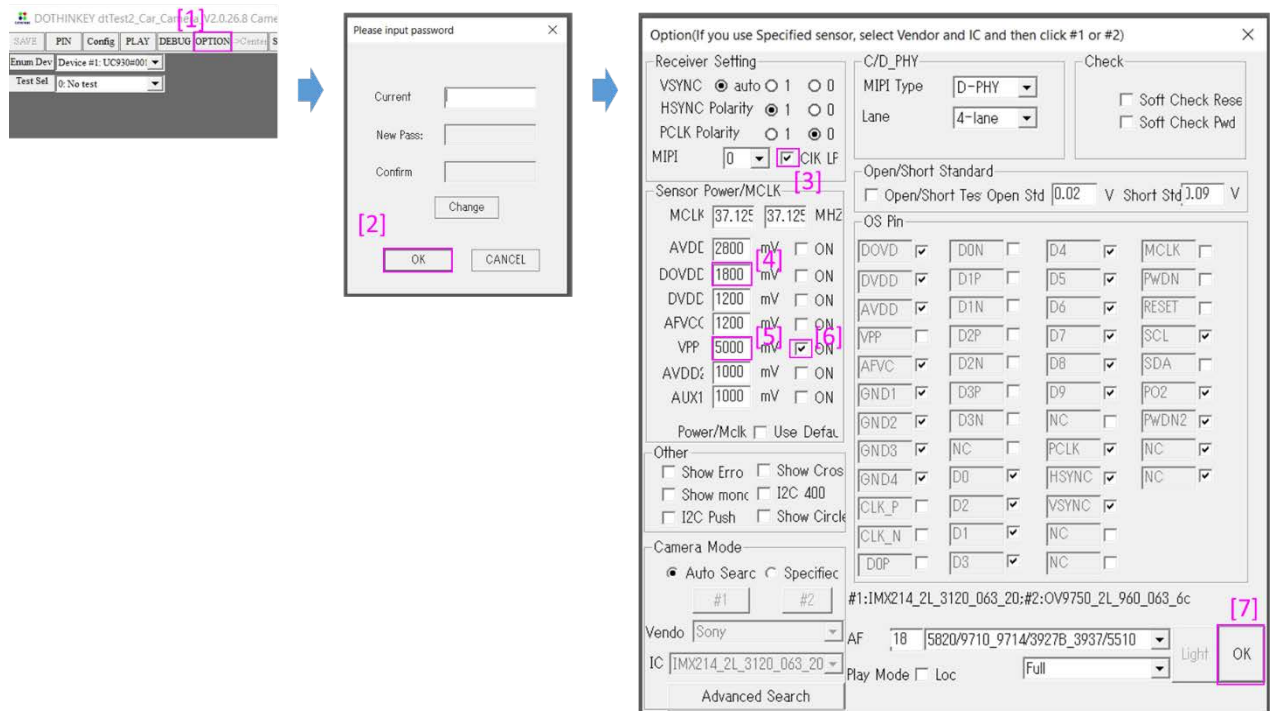 DOTHINKEY dtTest2_Car_Camera V2.0.26.8 Came
[1]
SAVE PIN Config PLAY DEBUG OPTION >Center S
Enum Dev Device #1: UC930#001
Test Sel 0: No test
Please input password
Current
New Pass:
Confirm
Change
[2]
OK CANCEL
Option(If you use Specified sensor, select Vendor and IC and then click #1 or #2)
Receiver Setting
VSYNC auto 1 0
HSYNC Polarity 1 0
PCLK Polarity 1 0
MIPI 0 ClK LF
[3]
Sensor Power/MCLK
MCLK 37.125 37.125 MHZ
AVDD 2800 mV ON
[4]
DOVDD 1800 mV ON
DVDD 1200 mV ON
AFVCC 1200 mV ON
[5] [6]
VPP 5000 mV ON
AVDD2 1000 mV ON
AUX1 1000 mV ON
Power/Mclk Use Defau
Other
Show Erro Show Cros
Show monc I2C 400
I2C Push Show Circle
Camera Mode
Auto Searc Specifiec
#1 #2
Vendo Sony
IC IMX214_2L_3120_063_20
Advanced Search
C/D_PHY
MIPI Type D-PHY
Lane 4-lane
Check
Soft Check Rese
Soft Check Pwd
Open/Short Standard
Open/Short Tes Open Std 0.02 V Short Std 0.09 V
OS Pin
DOVD D0N D4 MCLK
DVDD D1P D5 PWDN
AVDD D1N D6 RESET
VPP D2P D7 SCL
AFVC D2N D8 SDA
GND1 D3P D9 PO2
GND2 D3N NC PWDN2
GND3 NC PCLK NC
GND4 D0 HSYNC NC
CLK_P D2 VSYNC
CLK_N D1 NC
D0P D3 NC
#1:IMX214_2L_3120_063_20;#2:OV9750_2L_960_063_6c
[7]
AF 18 5820/9710_9714/3927B_3937/5510 Light OK
Play Mode Loc Full